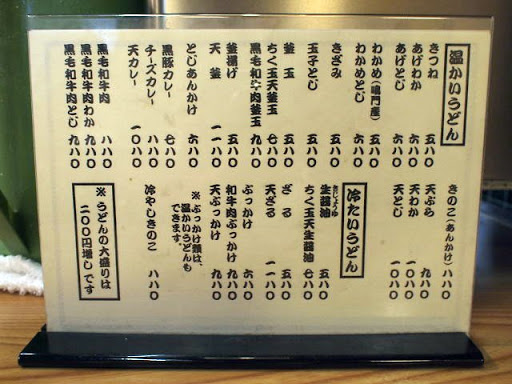 温かいうどん
きつね 五八〇
あげわか 六八〇
あげとじ 六八〇
わかめ(鳴門産) 五八〇
わかめとじ 六八〇
きざみ 五八〇
玉子とじ 五八〇
釜玉 五八〇
ちく玉天釜玉 七八〇
黒毛和牛肉釜玉 九八〇
釜揚げ 五八〇
天釜 一一八〇
とじあんかけ 六八〇
黒豚カレー 七八〇
チーズカレー 八八〇
天カレー 一〇八〇
黒毛和牛肉 八八〇
黒毛和牛肉わか 九八〇
黒毛和牛肉とじ 九八〇
きのこ(あんかけ) 八八〇
天ぷら 九八〇
天わか 一〇八〇
天とじ 一〇八〇
冷たいうどん
生醤油 五八〇
ちく玉天生醤油 七八〇
ざる 五八〇
天ざる 一一八〇
ぶっかけ 六八〇
和牛肉ぶっかけ 九八〇
天ぶっかけ 九八〇
※ぶっかけ類は、
温かいうどんも
できます。
冷やしきのこ 八八〇
※うどんの大盛りは
二〇〇円増しです